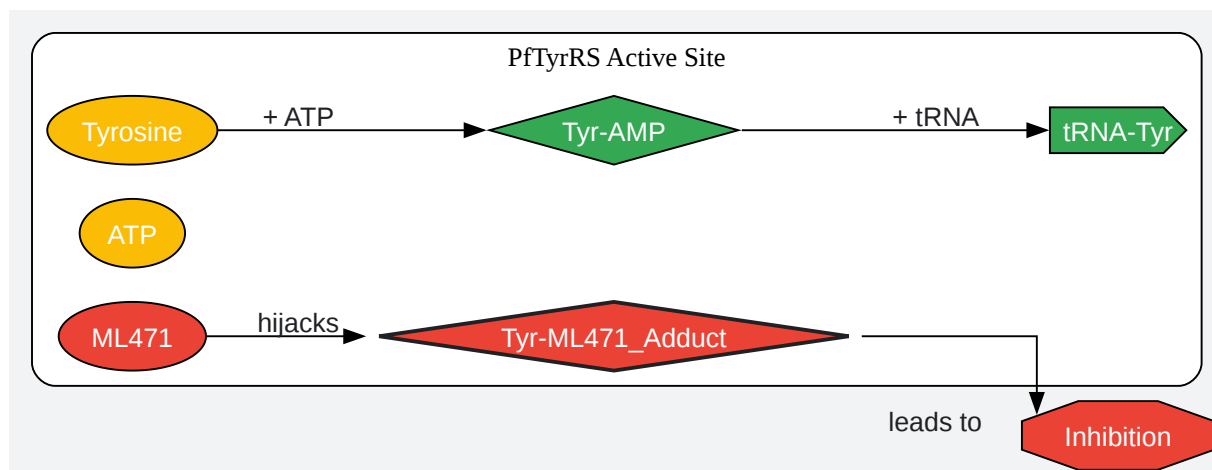 PfTyrRS Active Site
Tyrosine
+ ATP
Tyr-AMP
+ tRNA
tRNA-Tyr
ATP
ML471
hijacks
Tyr-ML471_Adduct
leads to
Inhibition